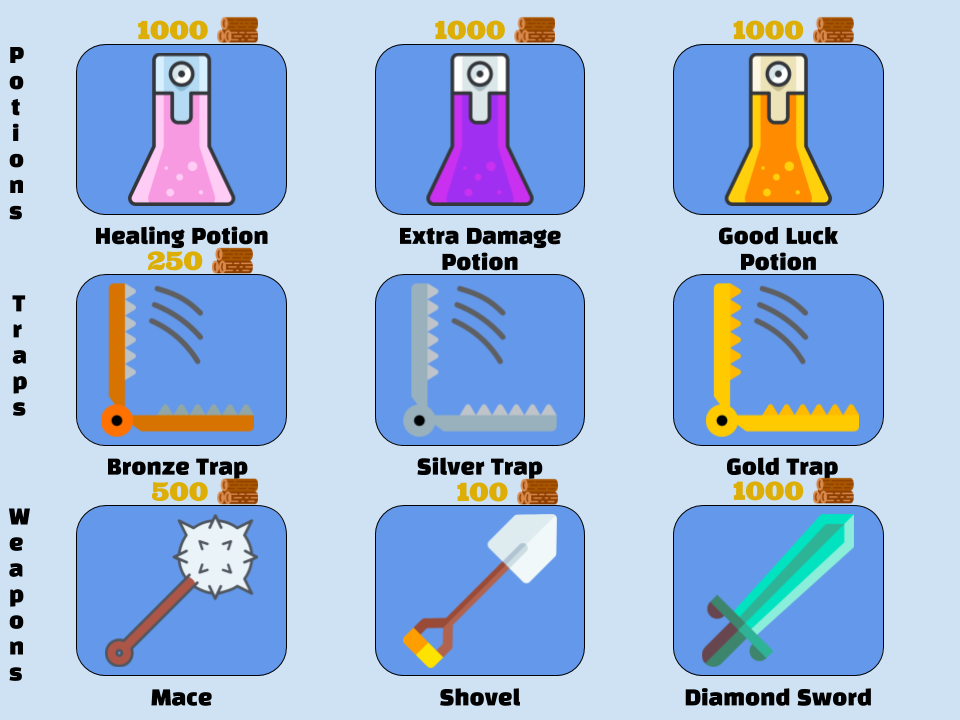 Potions
1000
1000
1000
Healing Potion
Extra Damage
Potion
Good Luck
Potion
Traps
250
Bronze Trap
Silver Trap
Gold Trap
Weapons
500
100
1000
Mace
Shovel
Diamond Sword